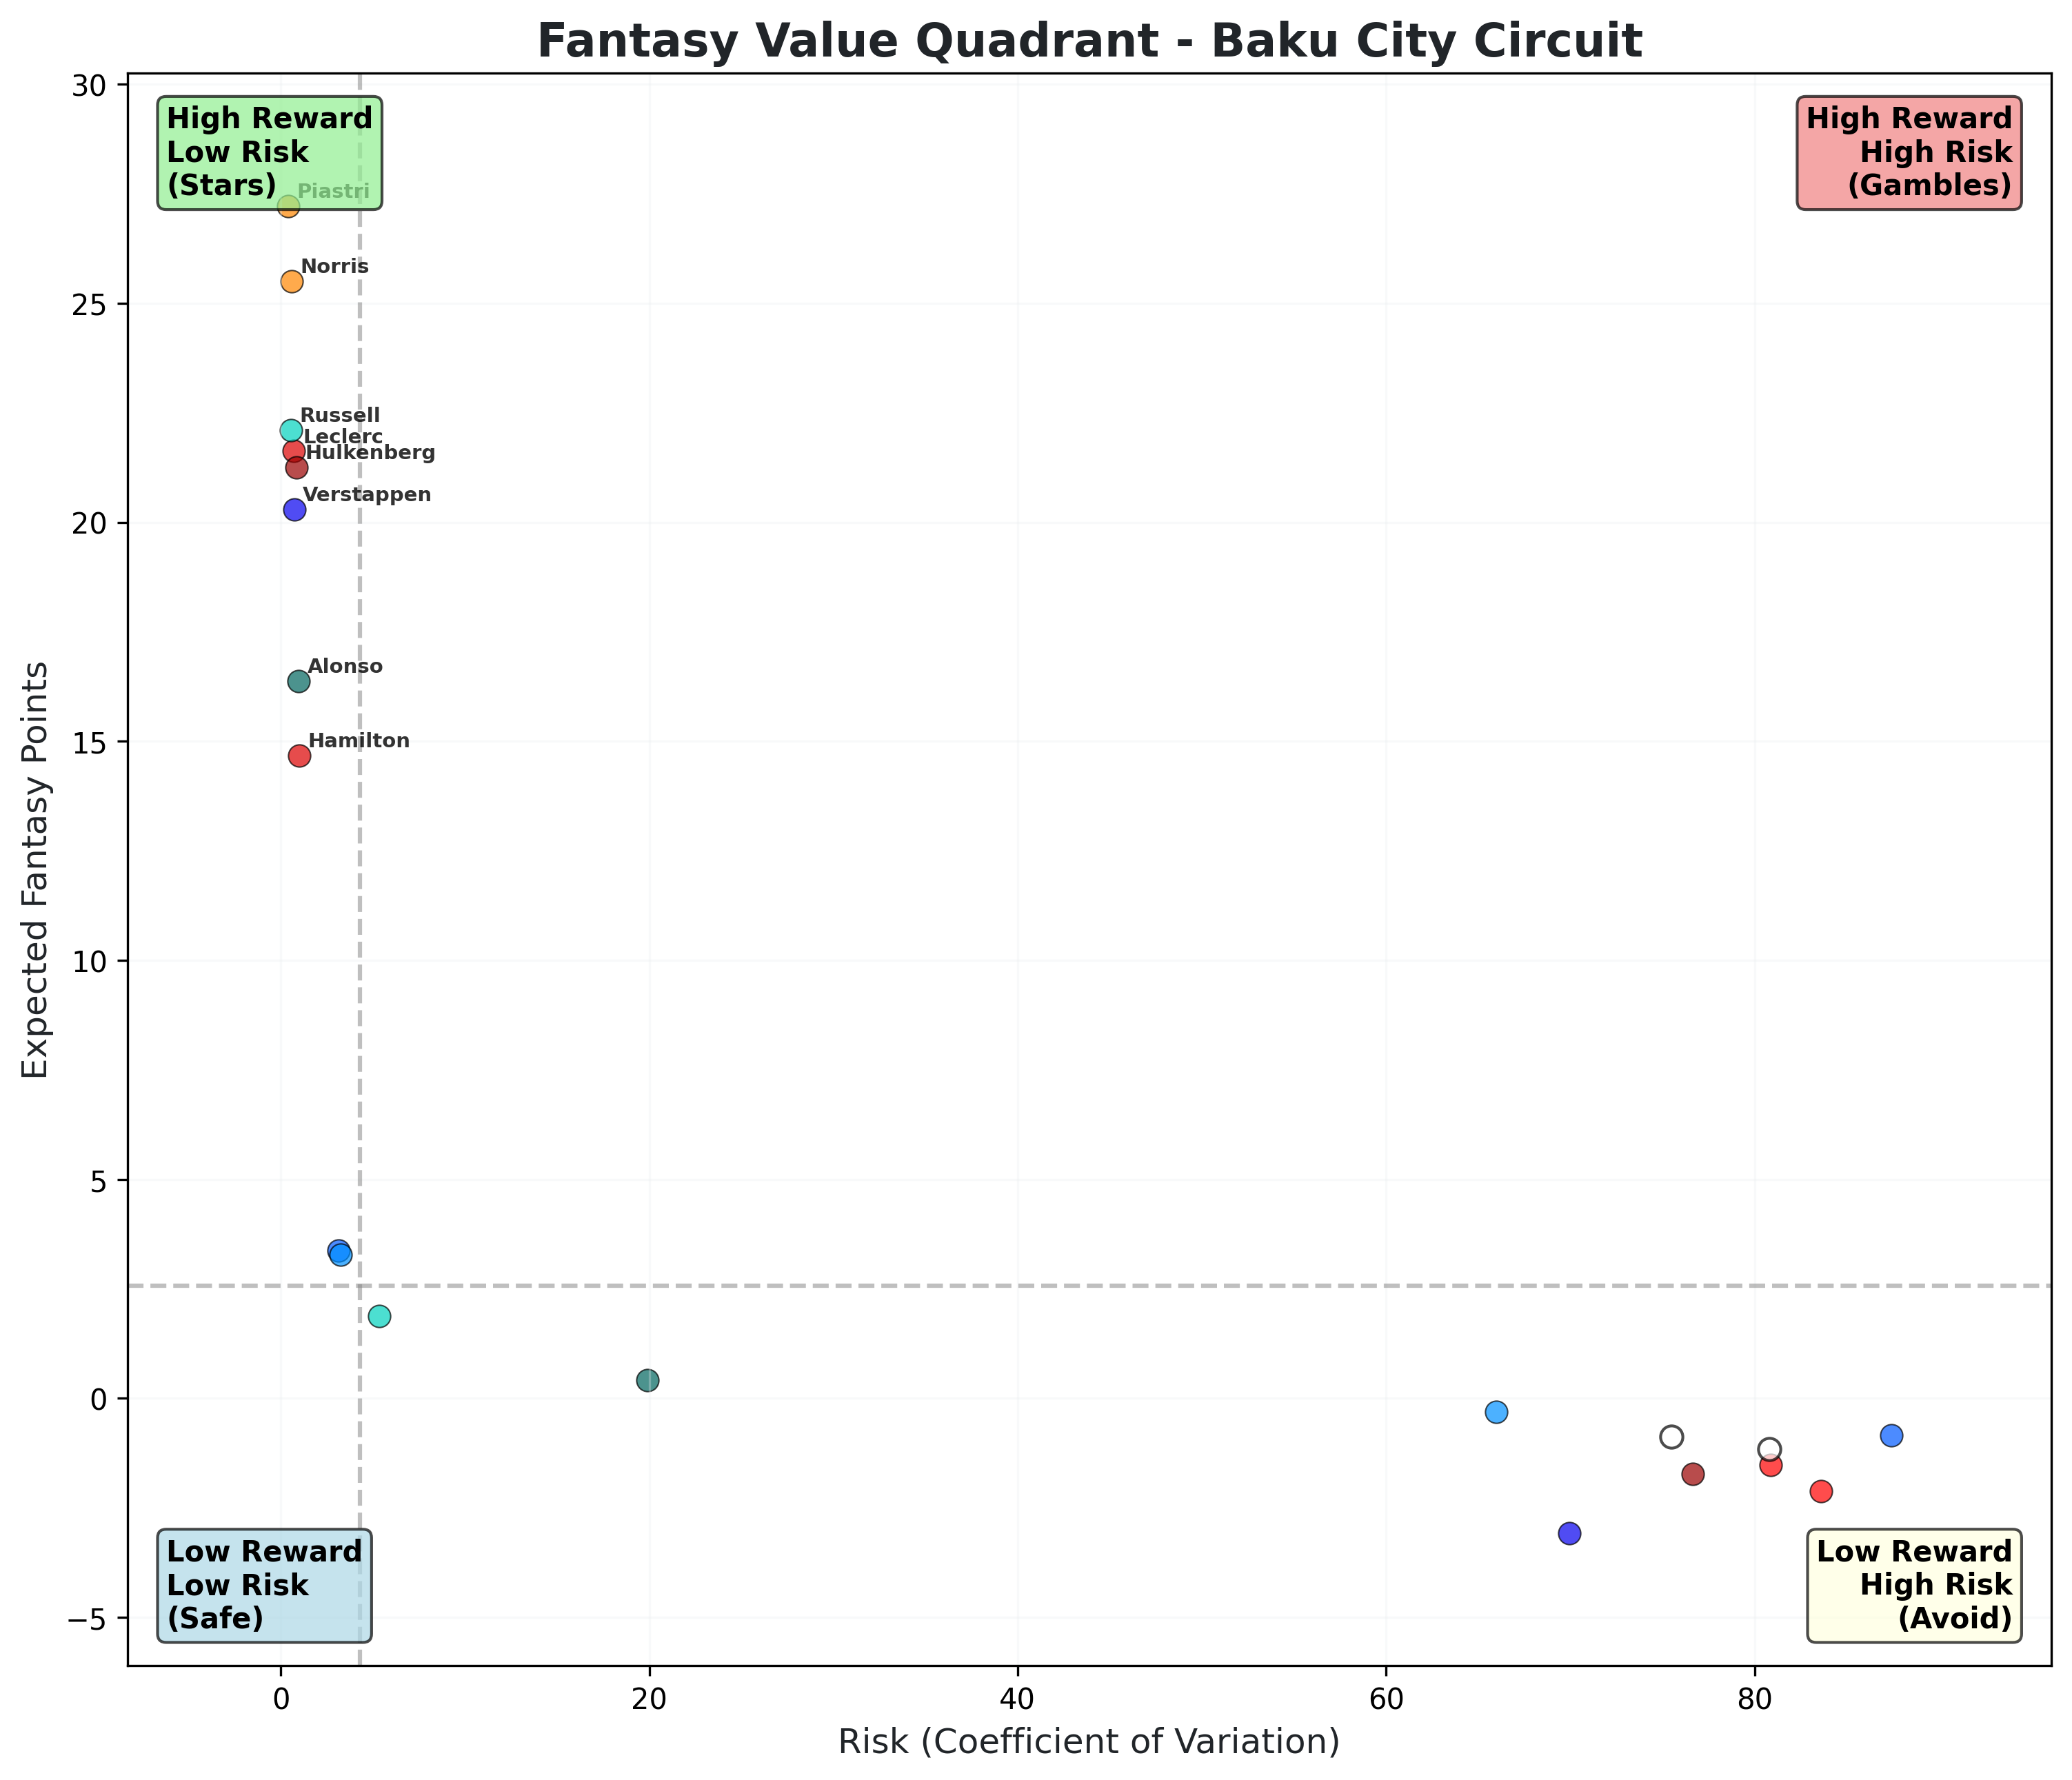 Fantasy Value Quadrant - Baku City Circuit
Expected Fantasy Points
30
25
20
15
10
5
0
−5
High Reward
Low Risk
(Stars)
High Reward
High Risk
(Gambles)
Piastri
Norris
Russell
Leclerc
Hulkenberg
Verstappen
Alonso
Hamilton
Low Reward
Low Risk
(Safe)
Low Reward
High Risk
(Avoid)
0
20
40
60
80
Risk (Coefficient of Variation)